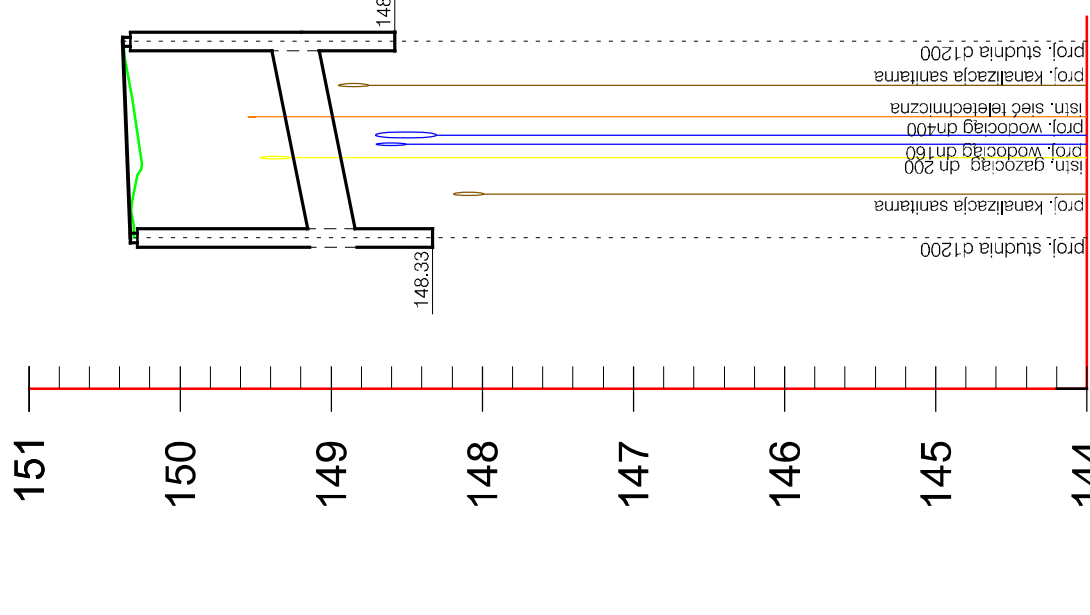 148
proj. studnia d1200
proj. kanalizacja sanitarna
istn. sieć teletechniczna
proj. wodociąg dn400
proj. wodociąg dn160
istn. gazociąg dn 200
proj. kanalizacja sanitarna
proj. studnia d1200
148.33
151
150
149
148
147
146
145
144